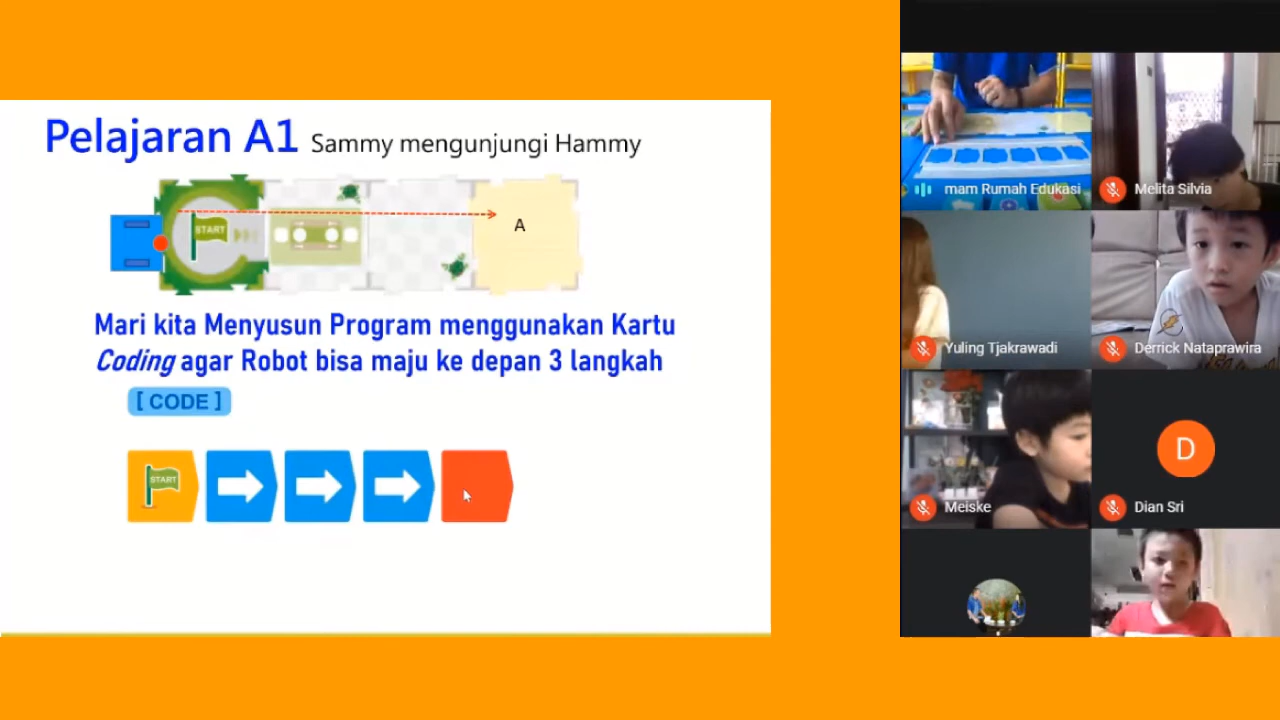 Pelajaran A1 Sammy mengunjungi Hammy
START
A
Mari kita Menyusun Program menggunakan Kartu
Coding agar Robot bisa maju ke depan 3 langkah
[ CODE ]
START
mam Rumah Edukasi
Melita Silvia
Yuling Tjakrawadi
Derrick Nataprawira
Meiske
D
Dian Sri